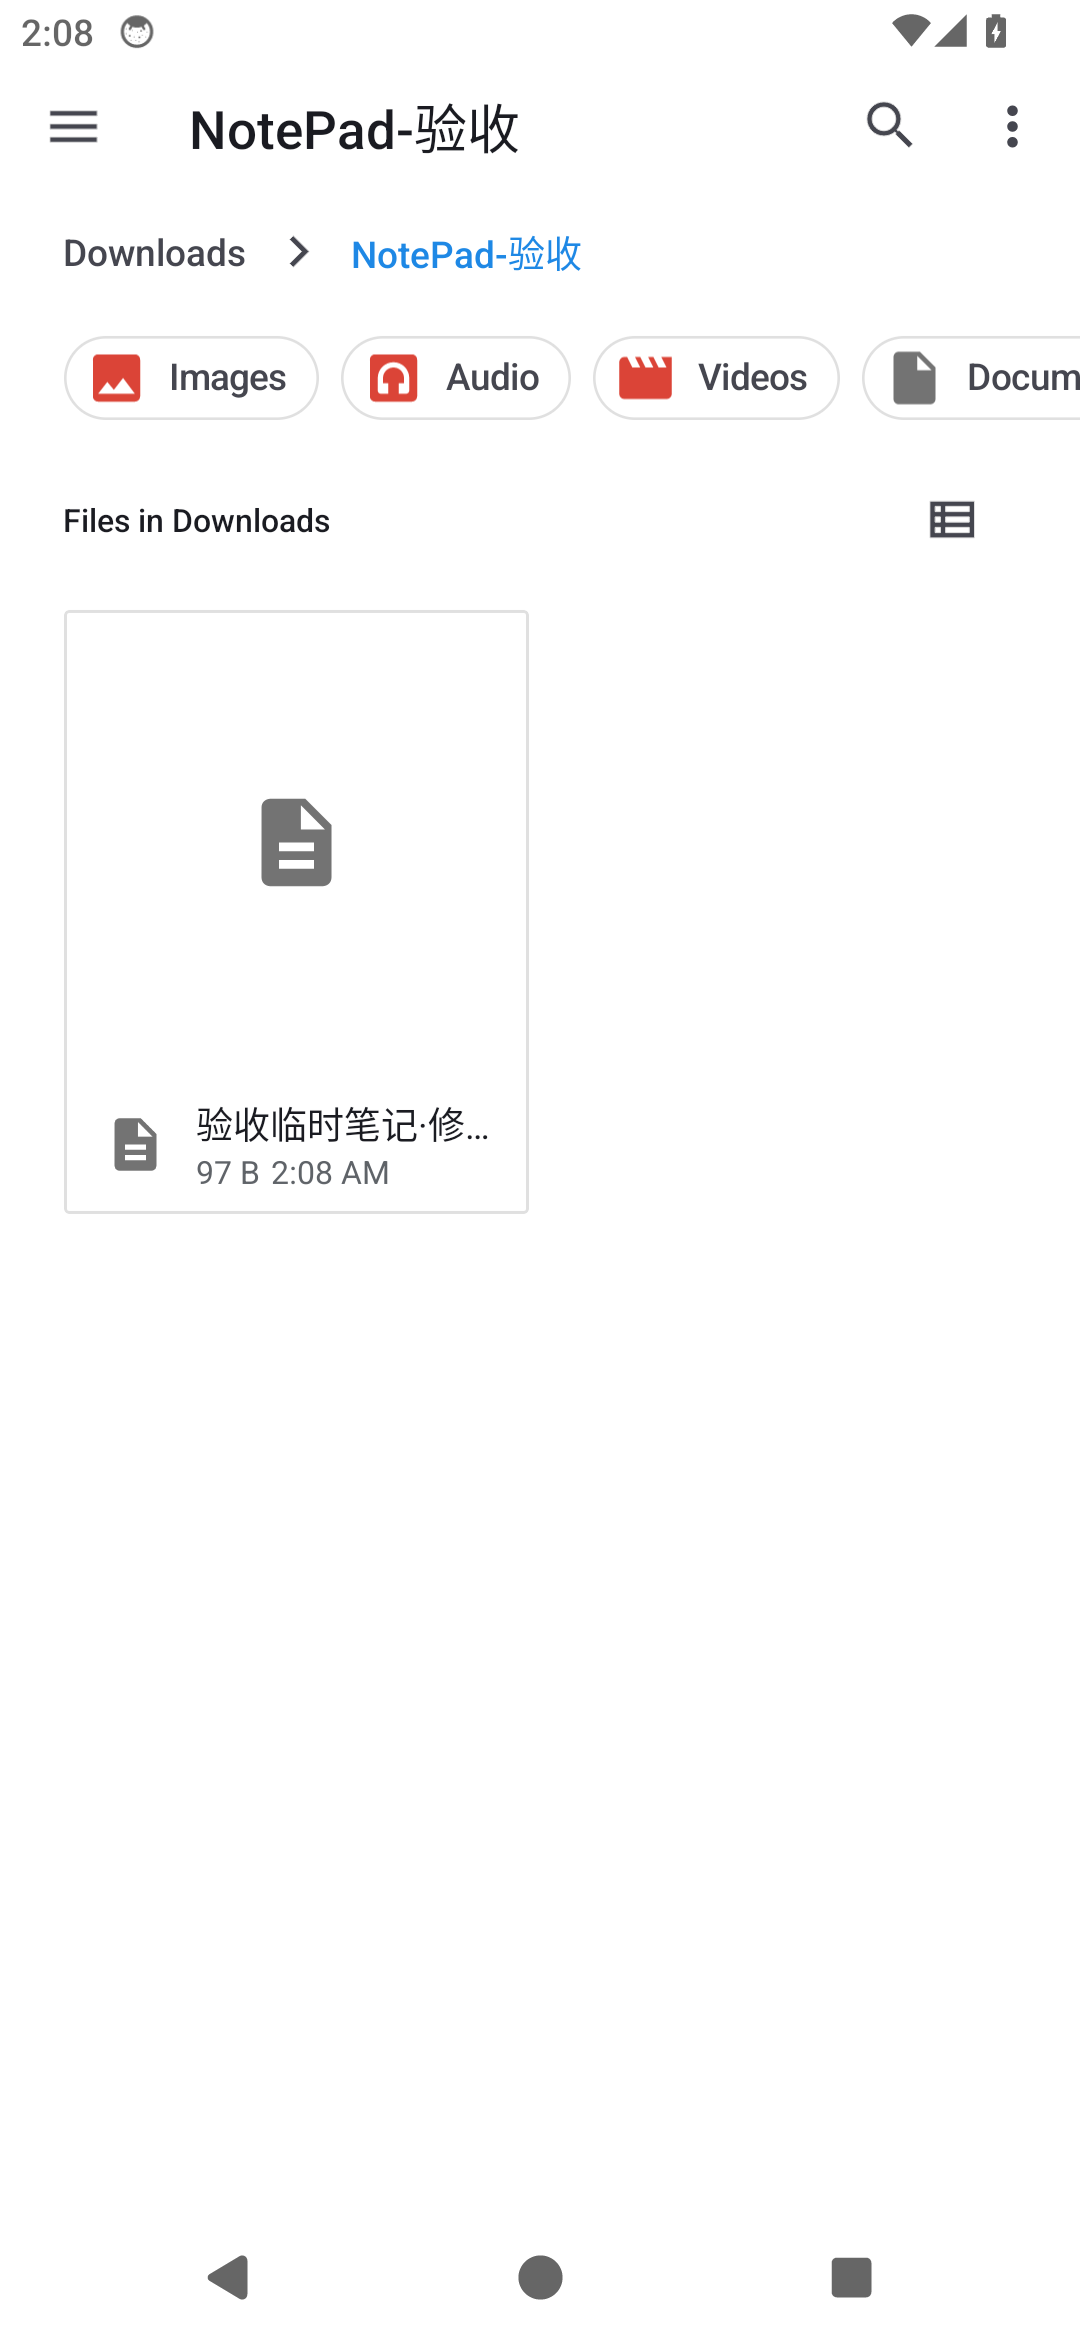 2:08
NotePad-验收
Downloads
NotePad-验收
Images
Audio
Videos
Docum
Files in Downloads
验收临时笔记·修...
97 B 2:08 AM